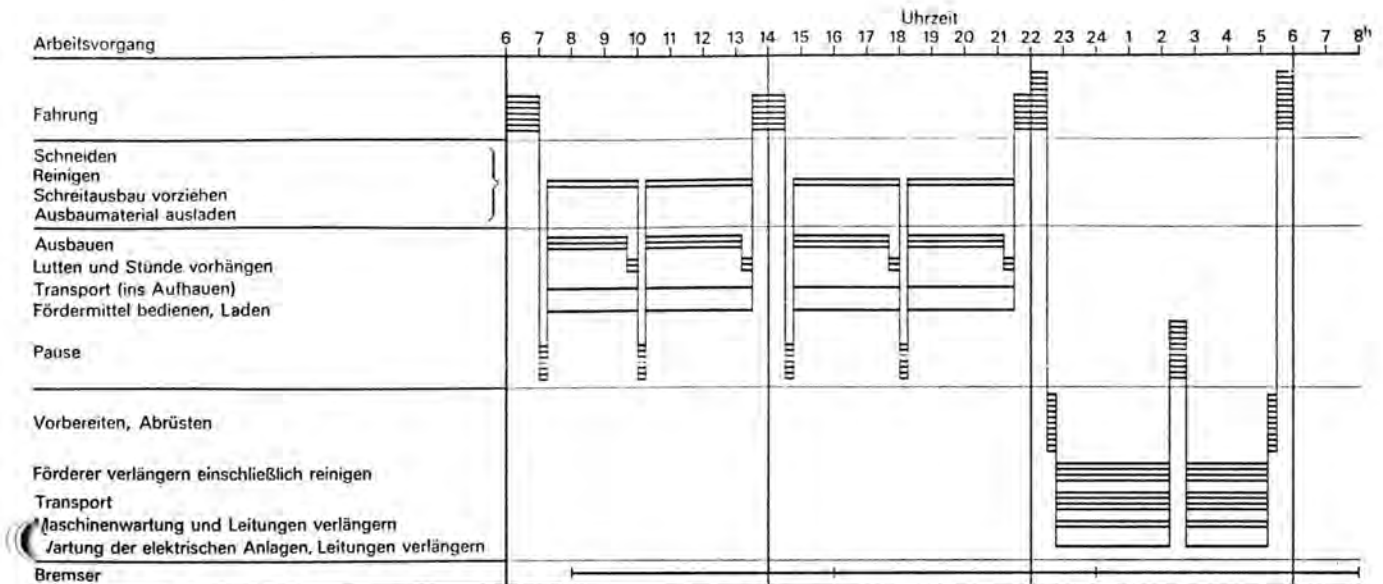 Uhrzeit
Arbeitsvorgang 6 7 8 9 10 11 12 13 14 15 16 17 18 19 20 21 22 23 24 1 2 3 4 5 6 7 8h
Fahrung
Schneiden
Reinigen
Schreitausbau vorziehen
Ausbaumaterial ausladen
Ausbauen
Lutten und Stunde vorhängen
Transport (ins Aufhauen)
Fördermittel bedienen, Laden
Pause
Vorbereiten, Abrüsten
Förderer verlängern einschließlich reinigen
Transport
Maschinenwartung und Leitungen verlängern
Wartung der elektrischen Anlagen, Leitungen verlängern
Bremser